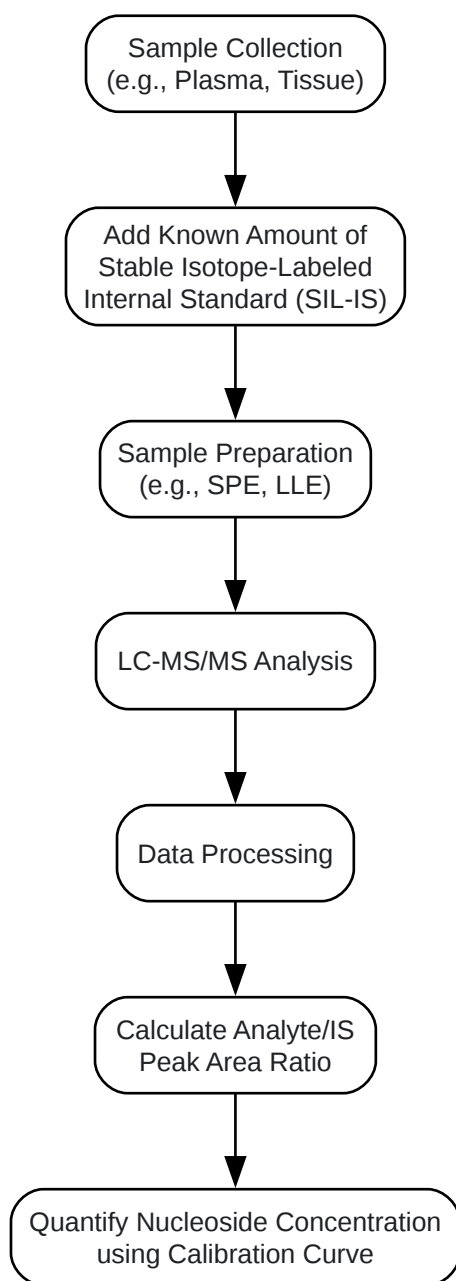 Sample Collection
(e.g., Plasma, Tissue)
Add Known Amount of
Stable Isotope-Labeled
Internal Standard (SIL-IS)
Sample Preparation
(e.g., SPE, LLE)
LC-MS/MS Analysis
Data Processing
Calculate Analyte/IS
Peak Area Ratio
Quantify Nucleoside Concentration
using Calibration Curve